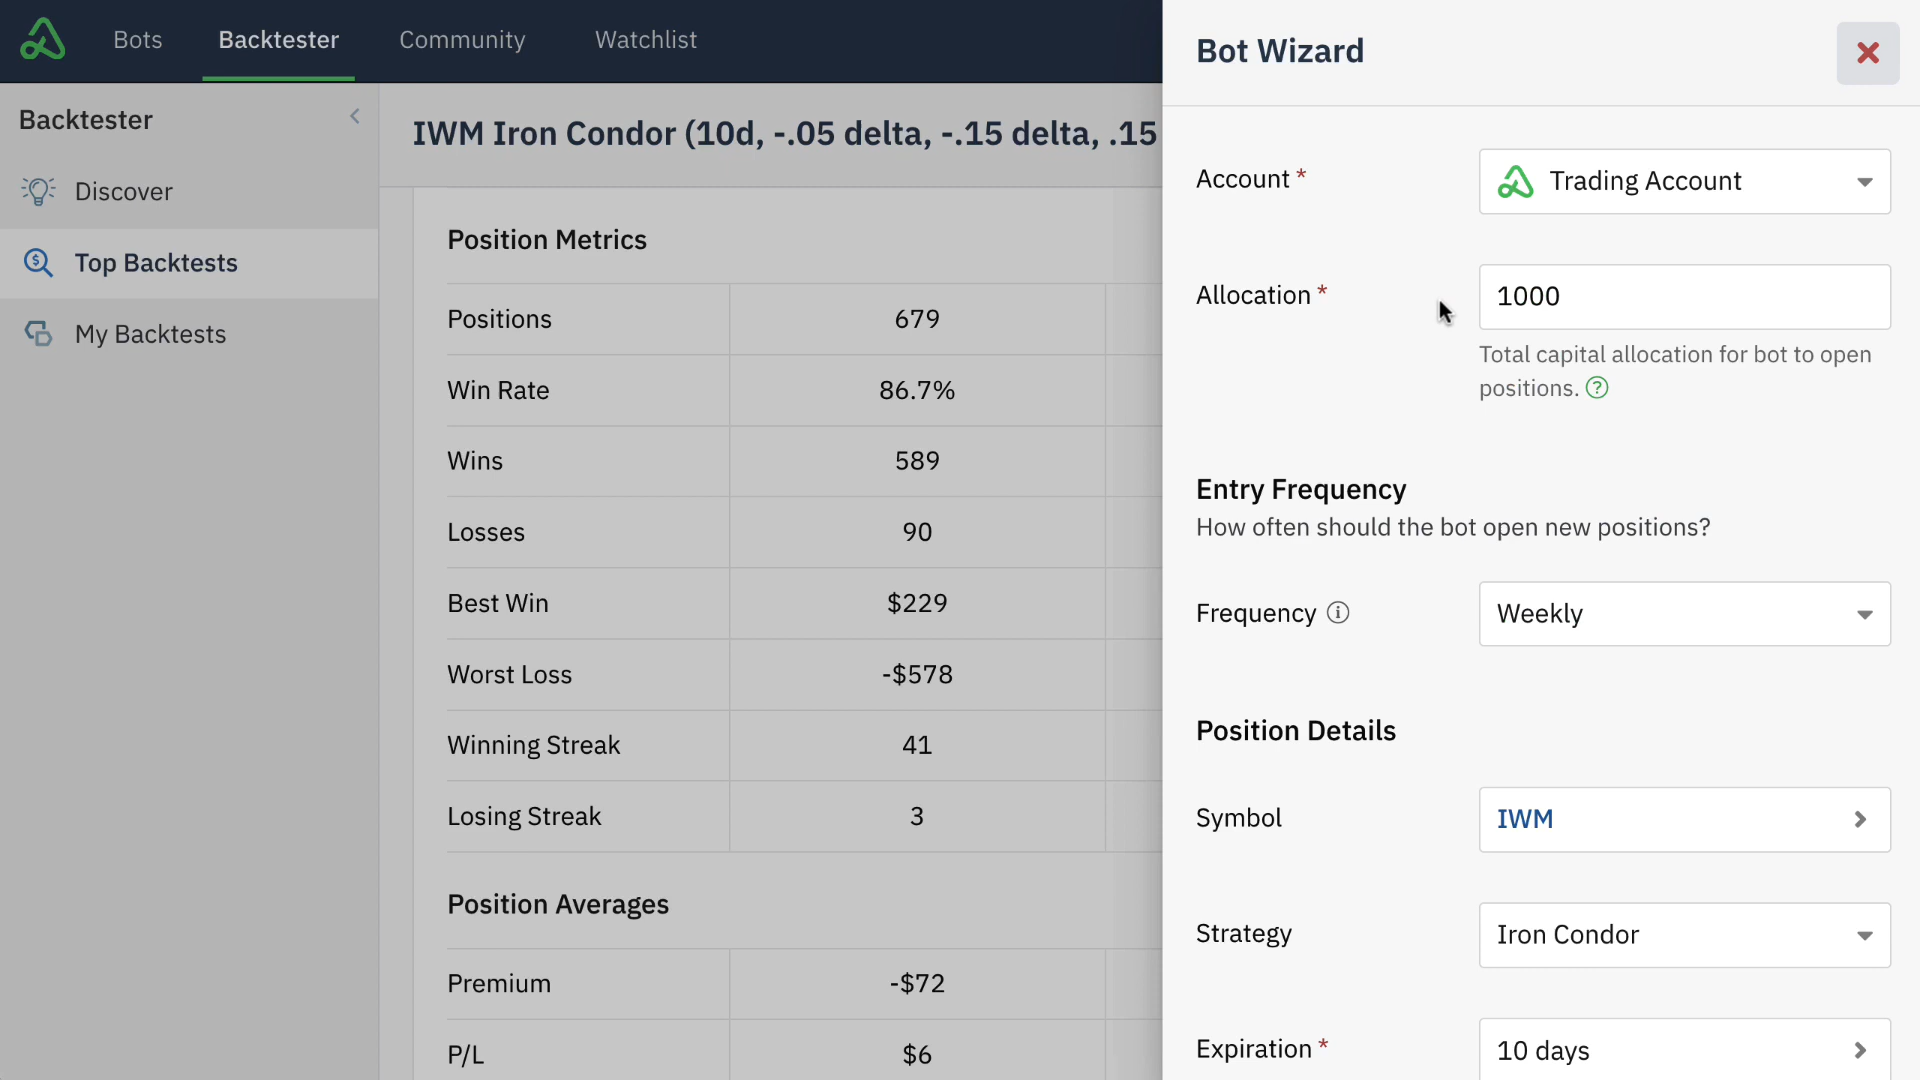 Bots
Backtester
Community
Watchlist
Backtester
Discover
Top Backtests
My Backtests
IWM Iron Condor (10d, -.05 delta, -.15 delta, .15
Position Metrics
Positions 679
Win Rate 86.7%
Wins 589
Losses 90
Best Win $229
Worst Loss -$578
Winning Streak 41
Losing Streak 3
Position Averages
Premium -$72
P/L $6
Bot Wizard
Account * Trading Account
Allocation * 1000
Total capital allocation for bot to open
positions.
Entry Frequency
How often should the bot open new positions?
Frequency Weekly
Position Details
Symbol IWM
Strategy Iron Condor
Expiration * 10 days